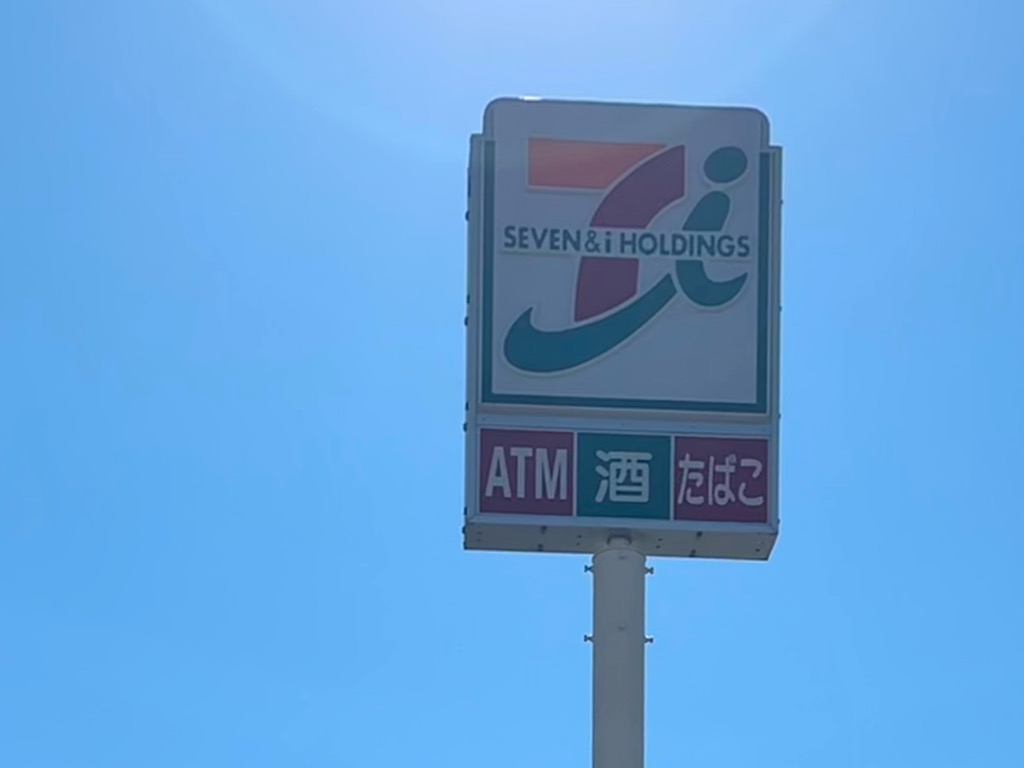 SEVEN&i HOLDINGS
ATM 酒 たばこ